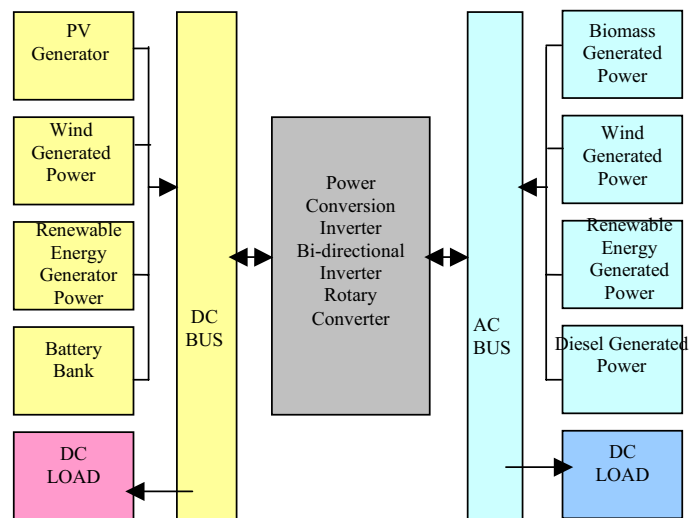 PV
Generator
Wind
Generated
Power
Renewable
Energy
Generator
Power
Battery
Bank
DC
LOAD
DC
BUS
Power
Conversion
Inverter
Bi-directional
Inverter
Rotary
Converter
AC
BUS
Biomass
Generated
Power
Wind
Generated
Power
Renewable
Energy
Generated
Power
Diesel Generated
Power
DC
LOAD